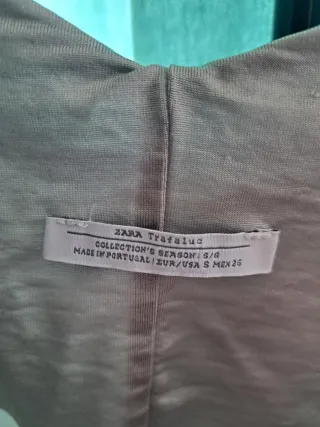 ZARA Trafaluc
COLLECTION'S SEASON: S/S
MADE IN PORTUGAL | EUR/USA S MEX 26